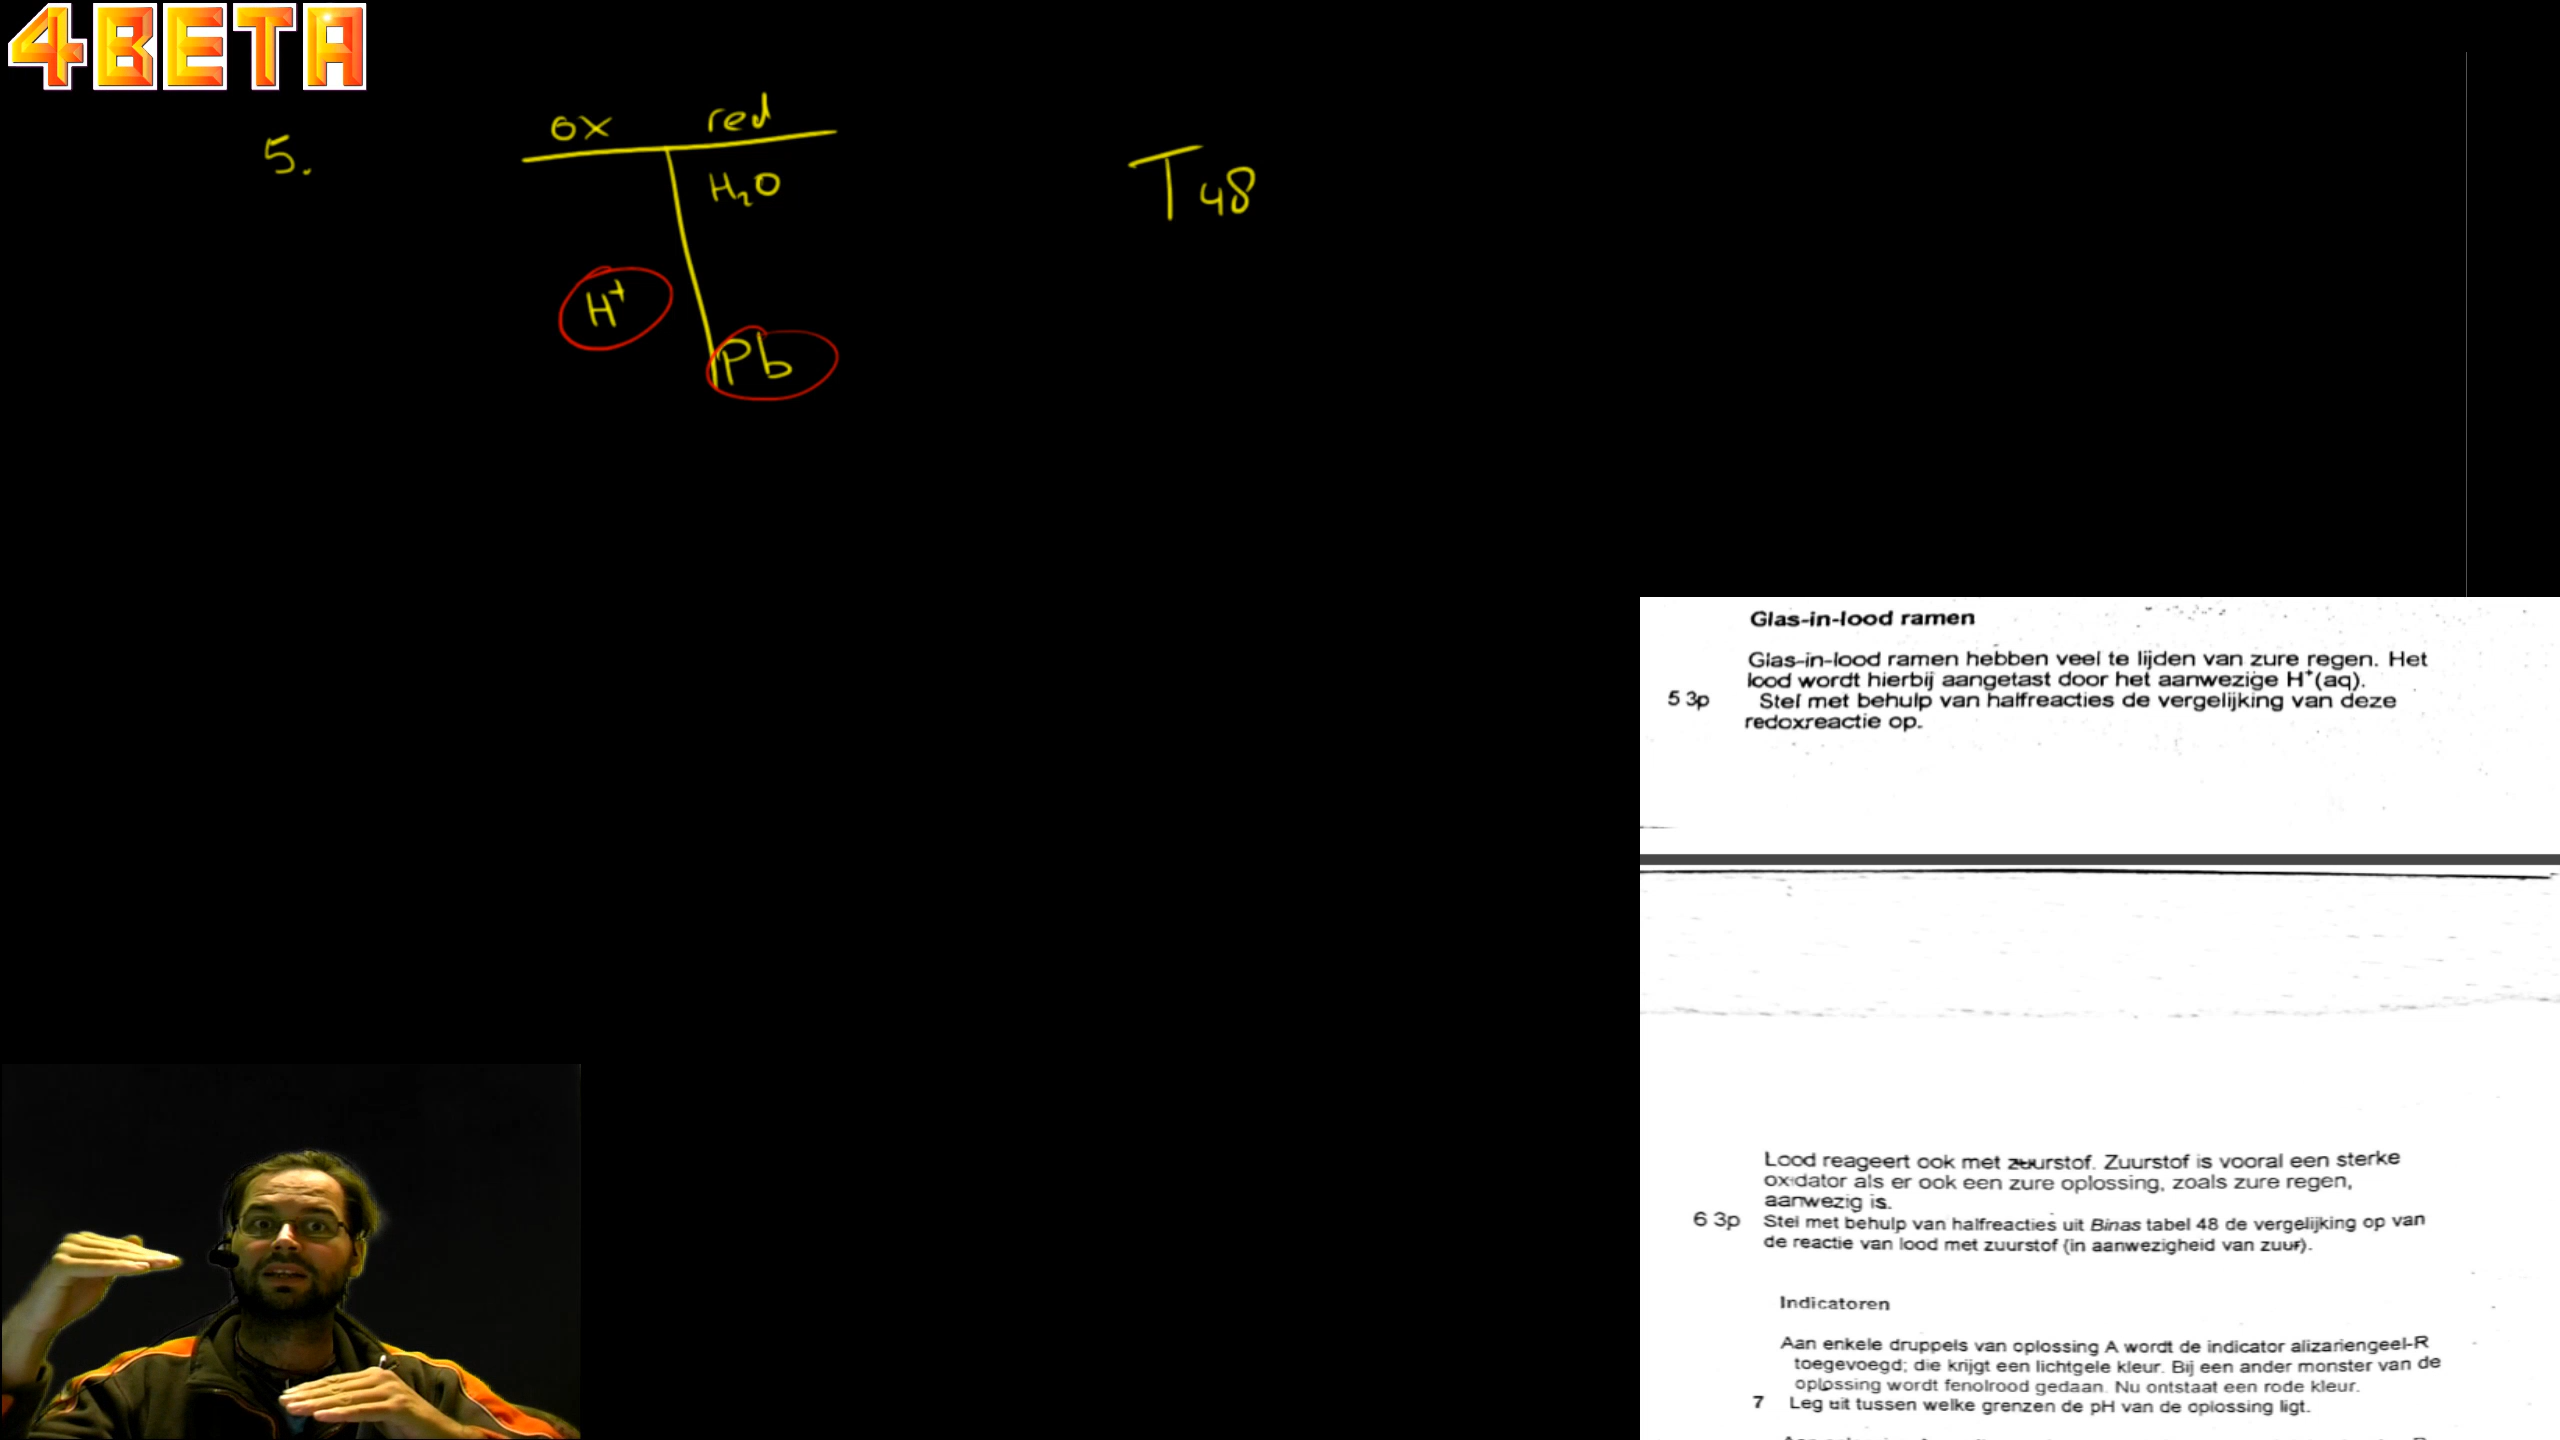 4BETA
5.
ox red
H₂O
H⁺
Pb
T48
Glas-in-lood ramen
Glas-in-lood ramen hebben veel te lijden van zure regen. Het
lood wordt hierbij aangetast door het aanwezige H⁺(aq).
5 3p Stel met behulp van halfreacties de vergelijking van deze
redoxreactie op.
Lood reageert ook met zuurstof. Zuurstof is vooral een sterke
oxidator als er ook een zure oplossing, zoals zure regen,
aanwezig is.
6 3p Stel met behulp van halfreacties uit Binas tabel 48 de vergelijking op van
de reactie van lood met zuurstof (in aanwezigheid van zuur).
Indicatoren
Aan enkele druppels van oplossing A wordt de indicator alizariengeel-R
toegevoegd; die krijgt een lichtgele kleur. Bij een ander monster van de
oplossing wordt fenolrood gedaan. Nu ontstaat een rode kleur.
7 Leg uit tussen welke grenzen de pH van de oplossing ligt.